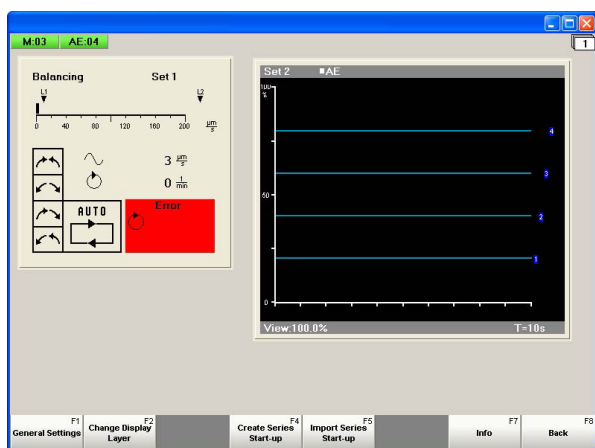 M:03 AE:04
1
Balancing Set 1
L1 L2
0 40 80 120 160 200 µm/s
3 µm/s
0 1/min
AUTO
Error
Set 2 ■AE
100
%
50
0
4
3
2
1
View:100.0% T=10s
F1 General Settings
F2 Change Display Layer
F4 Create Series Start-up
F5 Import Series Start-up
F7 Info
F8 Back